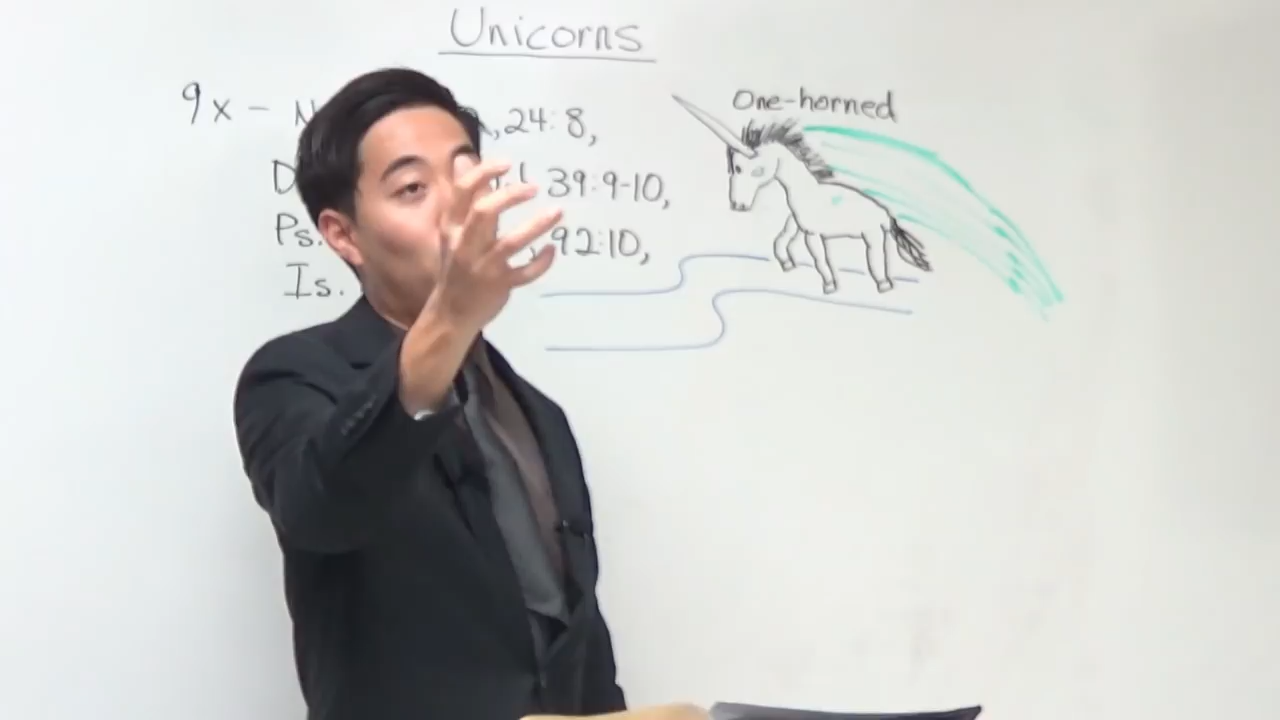 Unicorns
One-horned
9x – , 24:8,
39:9-10,
Ps. , 92:10,
Is.